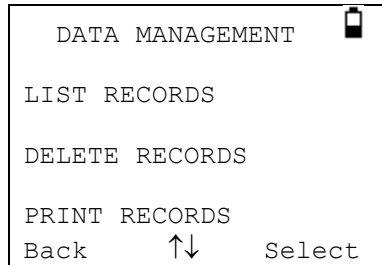 DATA MANAGEMENT
LIST RECORDS
DELETE RECORDS
PRINT RECORDS
Back ↑↓ Select